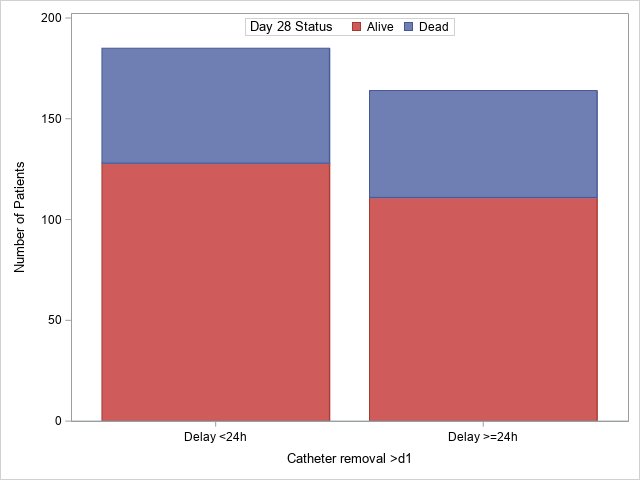 Day 28 Status Alive Dead
200
150
100
50
0
Number of Patients
Delay <24h Delay >=24h
Catheter removal >d1